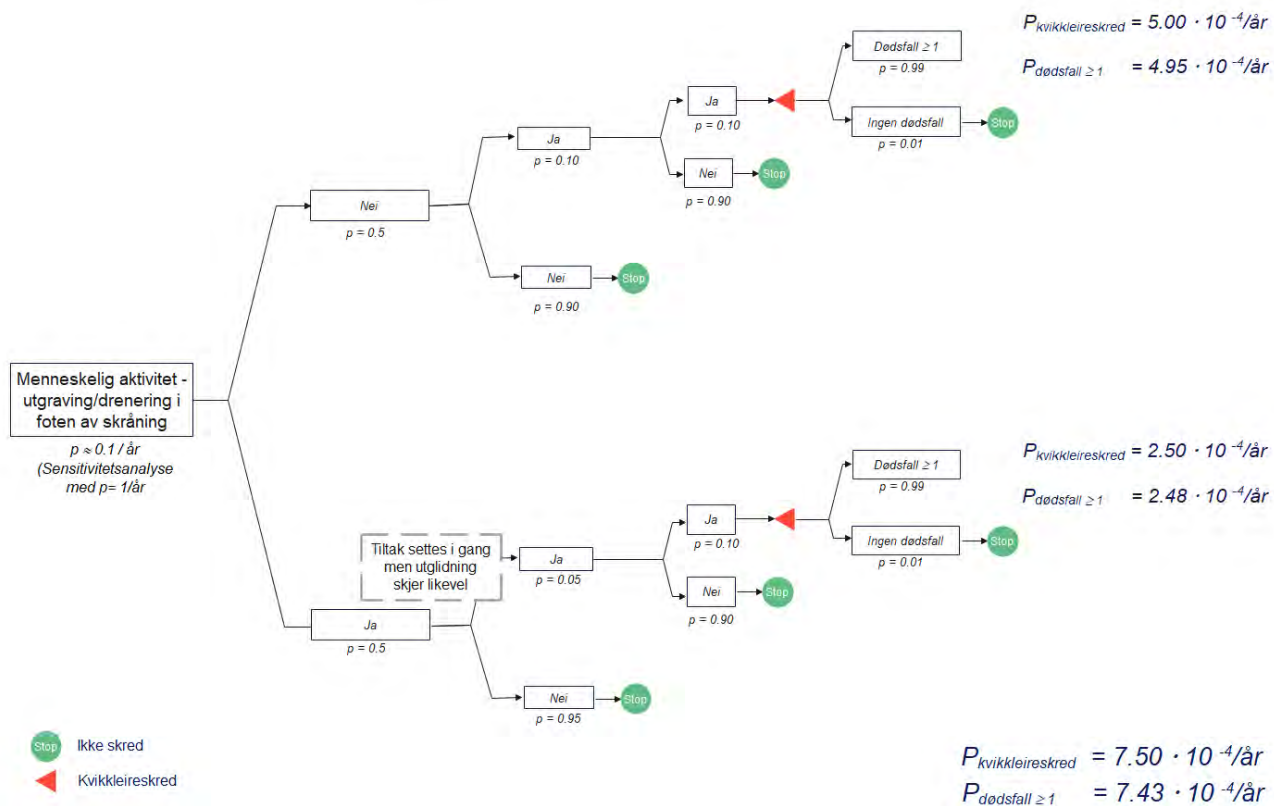 P kvikkleireskred = 5.00 · 10 -4/år
P dødsfall ≥ 1 = 4.95 · 10 -4/år
Dødsfall ≥ 1
p = 0.99
Ja
p = 0.10
Ingen dødsfall
p = 0.01
Stop
Ja
p = 0.10
Nei
p = 0.90
Stop
Nei
p = 0.5
Nei
p = 0.90
Stop
Menneskelig aktivitet -
utgraving/drenering i
foten av skråning
p ≈ 0.1 / år
(Sensitivitetsanalyse
med p= 1/år
P kvikkleireskred = 2.50 · 10 -4/år
P dødsfall ≥ 1 = 2.48 · 10 -4/år
Dødsfall ≥ 1
p = 0.99
Ja
p = 0.10
Ingen dødsfall
p = 0.01
Stop
Tiltak settes i gang
men utglidning
skjer likevel
Ja
p = 0.05
Nei
p = 0.90
Stop
Ja
p = 0.5
Nei
p = 0.95
Stop
Stop Ikke skred
Kvikkleireskred
P kvikkleireskred = 7.50 · 10 -4/år
P dødsfall ≥ 1 = 7.43 · 10 -4/år